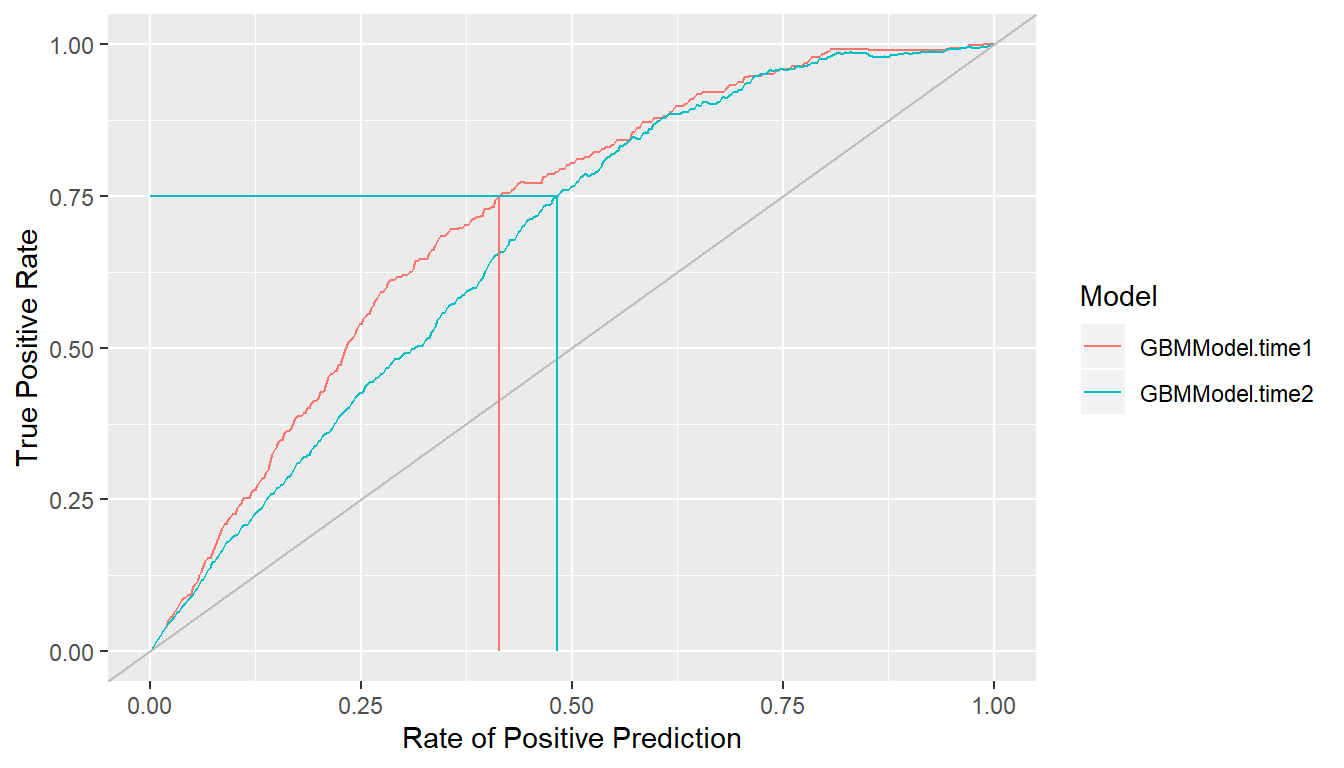 1.00
0.75
0.50
0.25
0.00
True Positive Rate
0.00 0.25 0.50 0.75 1.00
Rate of Positive Prediction
Model
GBMModel.time1
GBMModel.time2